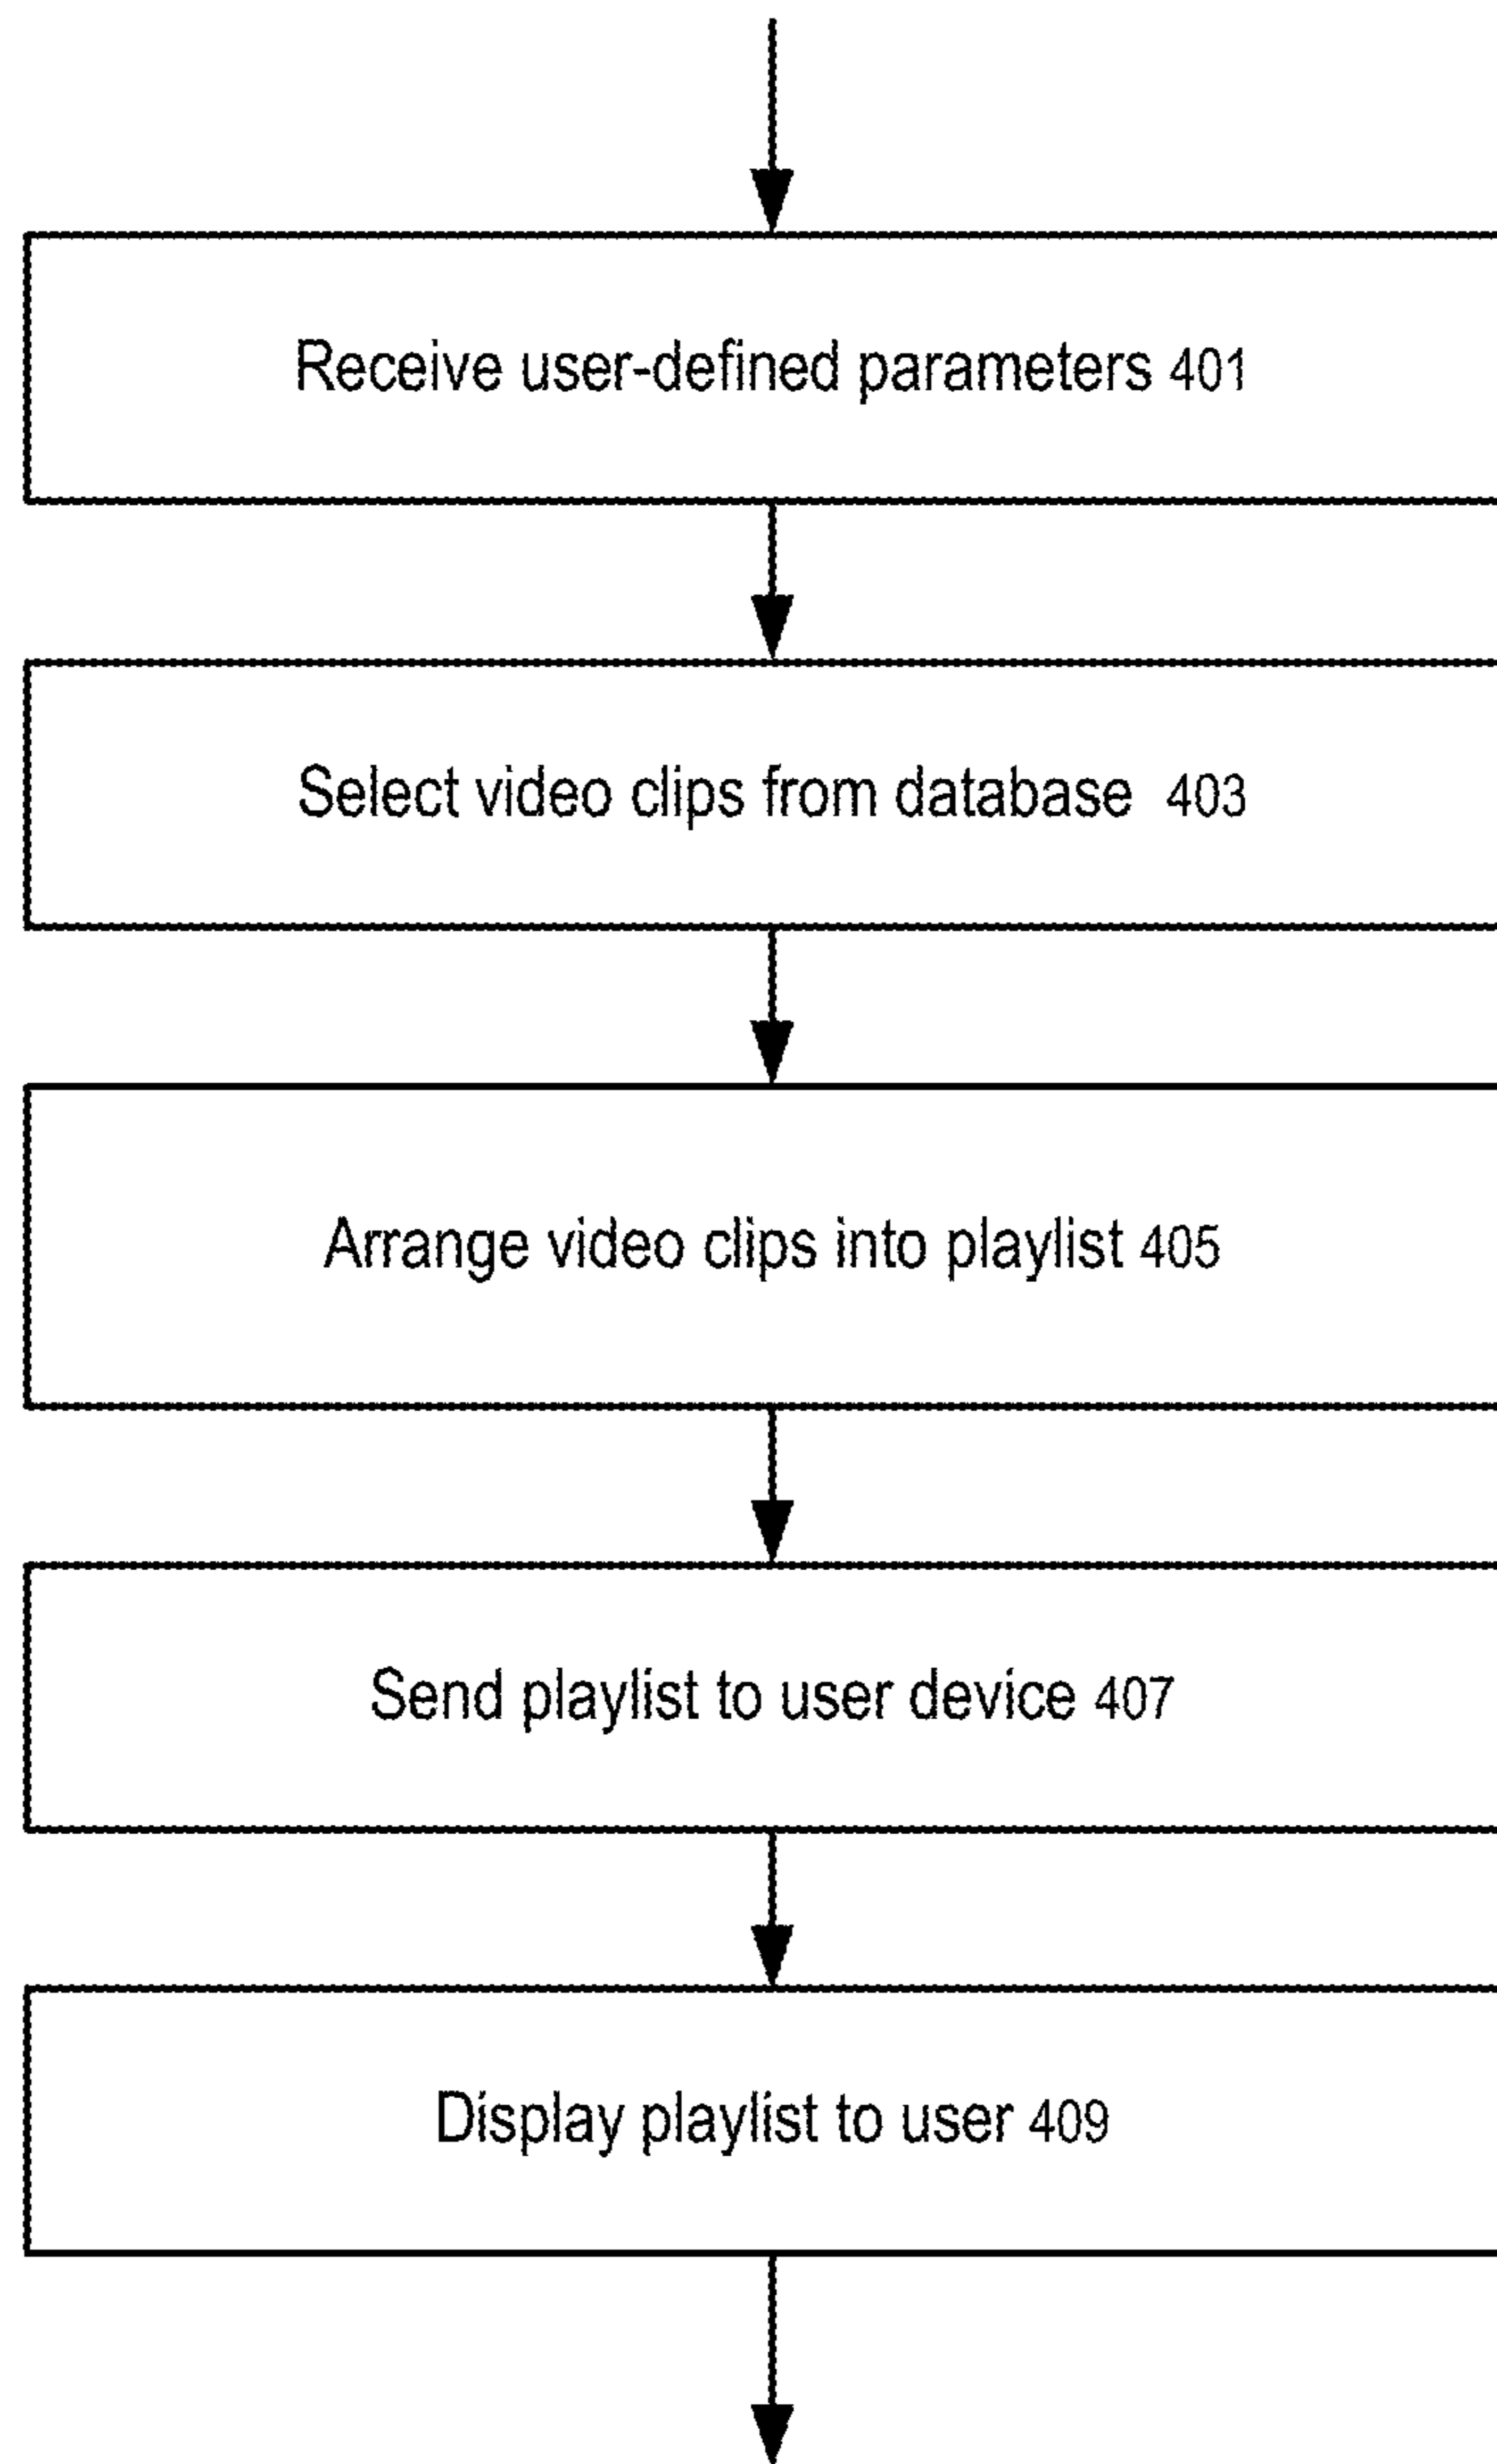 Receive user-defined parameters 401
Select video clips from database 403
Arrange video clips into playlist 405
Send playlist to user device 407
Display playlist to user 409